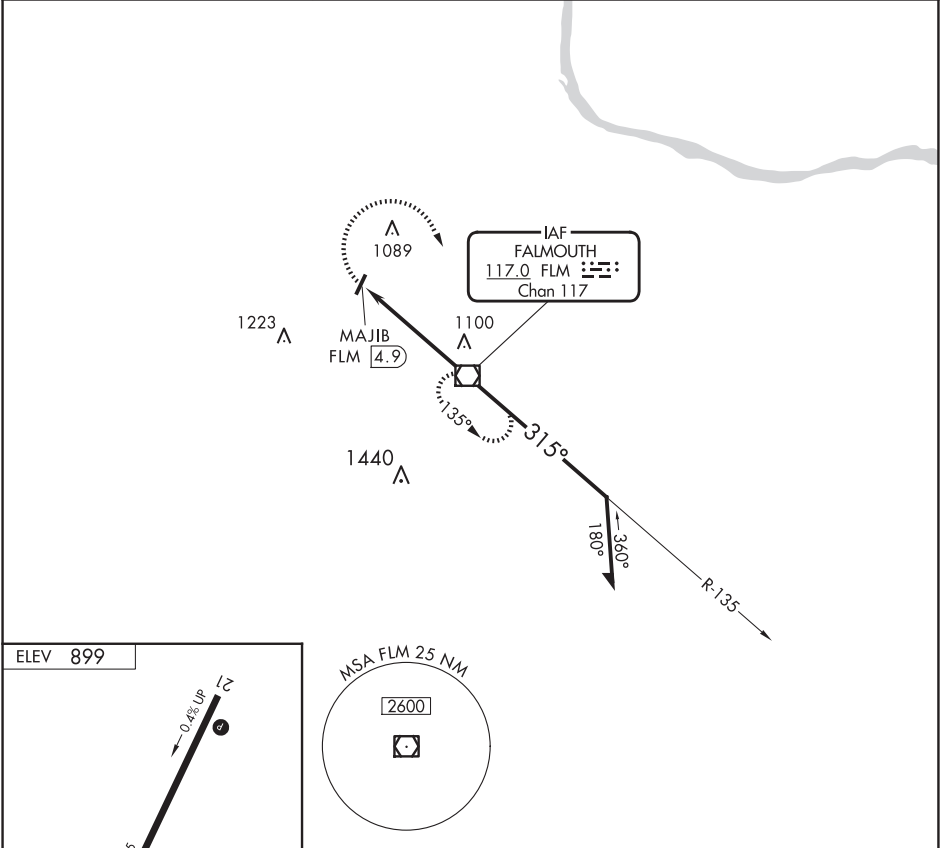 1089
IAF
FALMOUTH
117.0 FLM
Chan 117
1223
MAJIB
FLM 4.9
1100
135°
315°
1440
180°
360°
R-135
ELEV 899
21
0.4% UP
P
MSA FLM 25 NM
2600